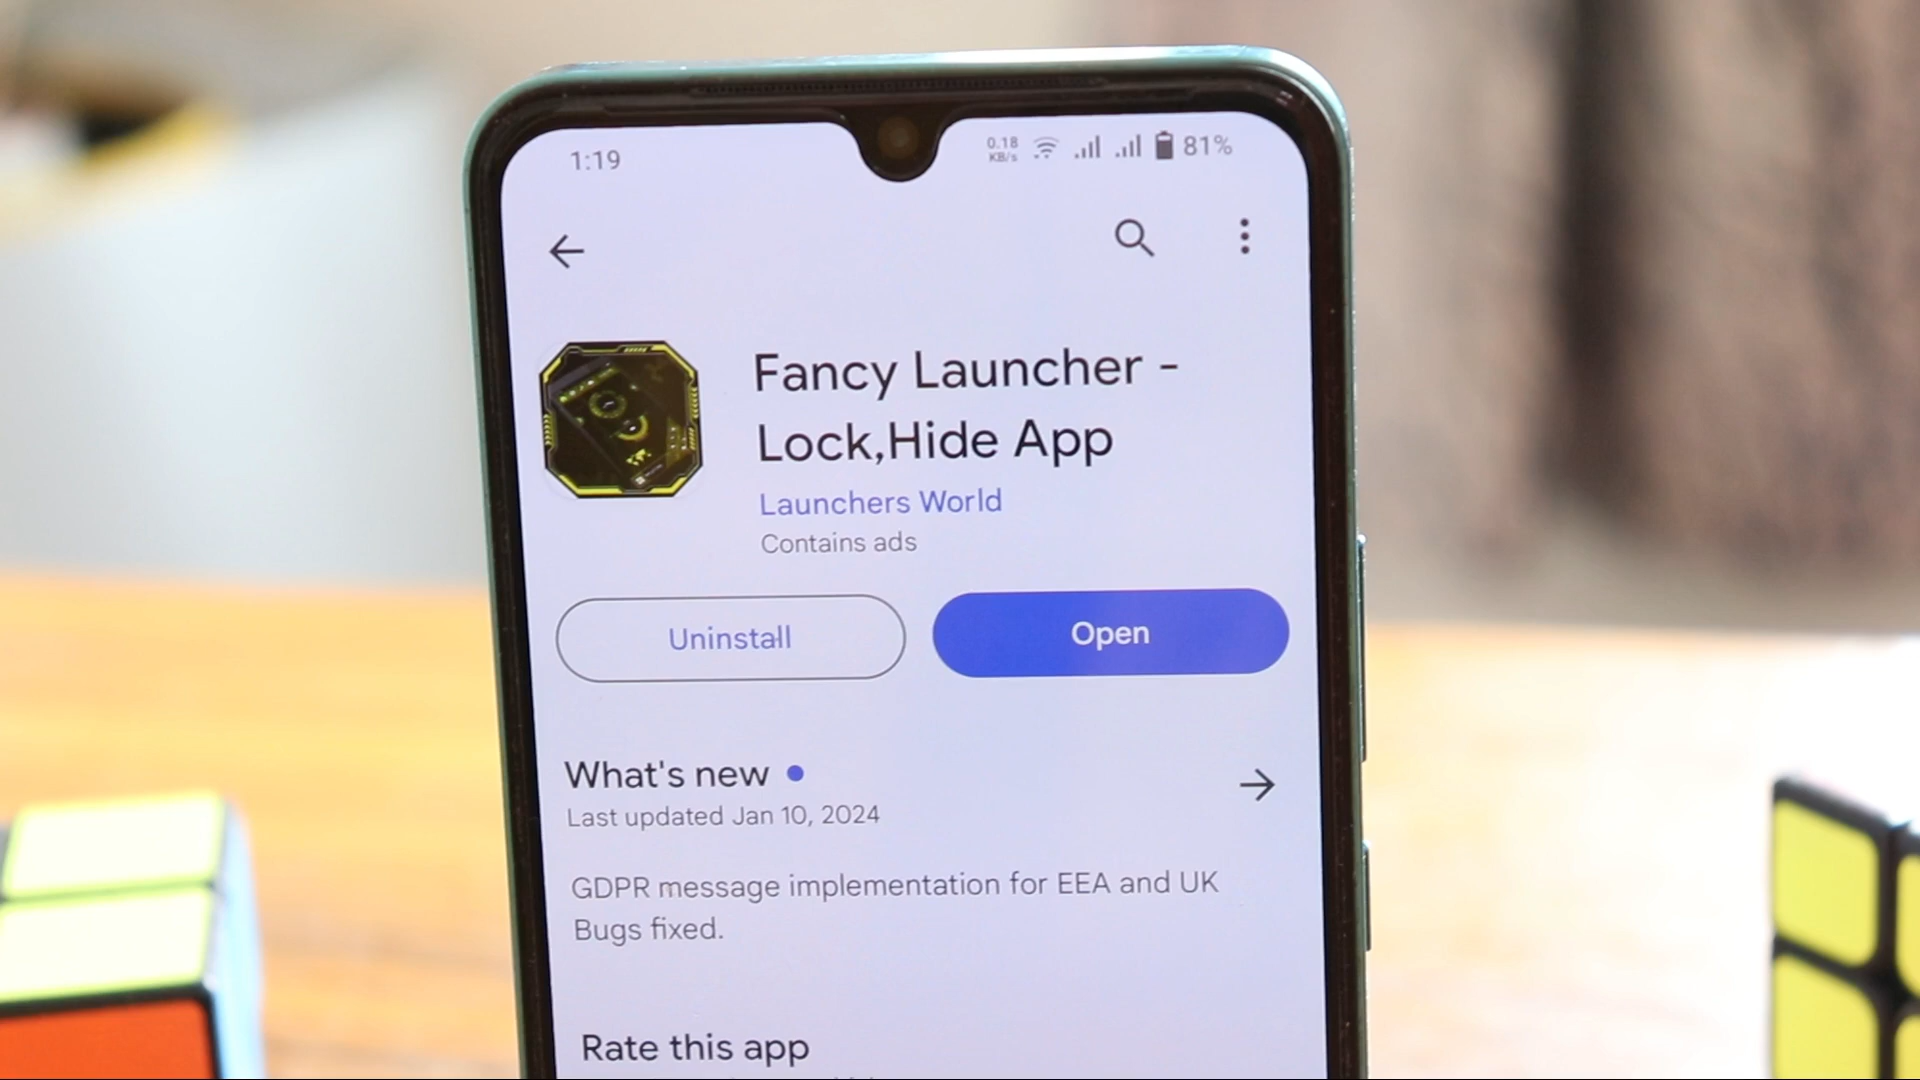 1:19
0.18
KB/s
81%
Fancy Launcher -
Lock,Hide App
Launchers World
Contains ads
Uninstall
Open
What's new
Last updated Jan 10, 2024
GDPR message implementation for EEA and UK
Bugs fixed.
Rate this app